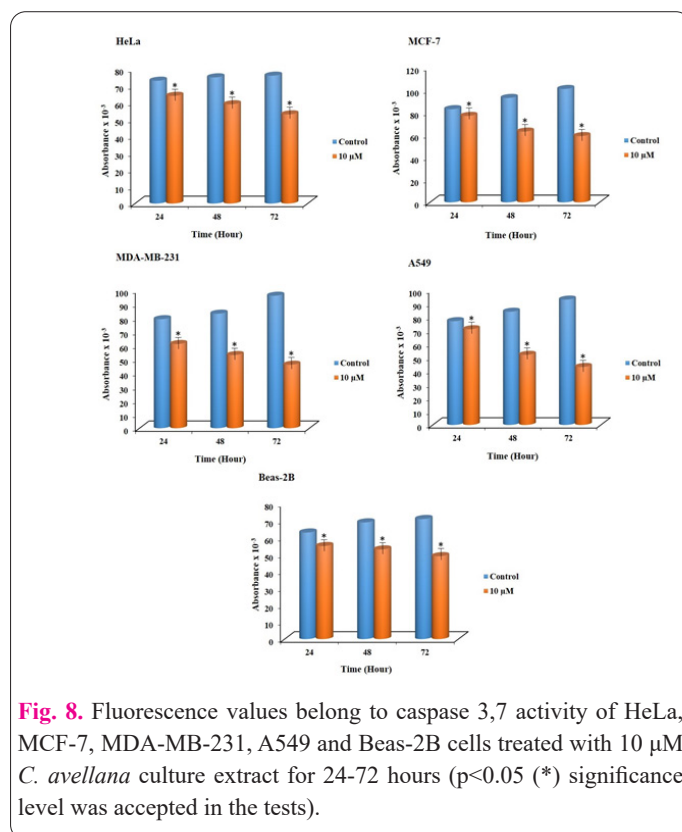 HeLa
Absorbance x 10⁻³
80
70
60
50
40
30
20
10
0
* * *
24 48 72
Time (Hour)
Control
10 µM
MCF-7
Absorbance x 10⁻³
120
100
80
60
40
20
0
* * *
24 48 72
Time (Hour)
Control
10 µM
MDA-MB-231
Absorbance x 10⁻³
100
90
80
70
60
50
40
30
20
10
0
* * *
24 48 72
Time (Hour)
Control
10 µM
A549
Absorbance x 10⁻³
100
90
80
70
60
50
40
30
20
10
0
* * *
24 48 72
Time (Hour)
Control
10 µM
Beas-2B
Absorbance x 10⁻³
80
70
60
50
40
30
20
10
0
* * *
24 48 72
Time (Hour)
Control
10 µM
Fig. 8. Fluorescence values belong to caspase 3,7 activity of HeLa,
MCF-7, MDA-MB-231, A549 and Beas-2B cells treated with 10 µM
C. avellana culture extract for 24-72 hours (p<0.05 (*) significance
level was accepted in the tests).